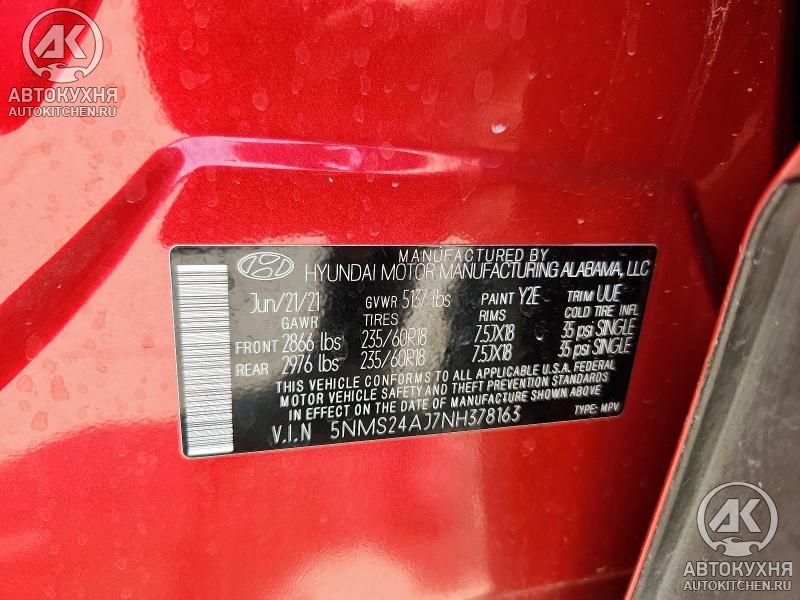 AK
АВТОКУХНЯ
AUTOKITCHEN.RU
MANUFACTURED BY
HYUNDAI MOTOR MANUFACTURING ALABAMA, LLC
Jun/21/21 GVWR 5137 lbs PAINT Y2E TRIM UUE
GAWR TIRES RIMS COLD TIRE INFL
FRONT 2866 lbs 235/60R18 7.5JX18 35 psi SINGLE
REAR 2976 lbs 235/60R18 7.5JX18 35 psi SINGLE
THIS VEHICLE CONFORMS TO ALL APPLICABLE U.S.A. FEDERAL
MOTOR VEHICLE SAFETY AND THEFT PREVENTION STANDARDS
IN EFFECT ON THE DATE OF MANUFACTURE SHOWN ABOVE
V.I.N 5NMS24AJ7NH378163 TYPE: MPV
AK
АВТОКУХНЯ
AUTOKITCHEN.RU